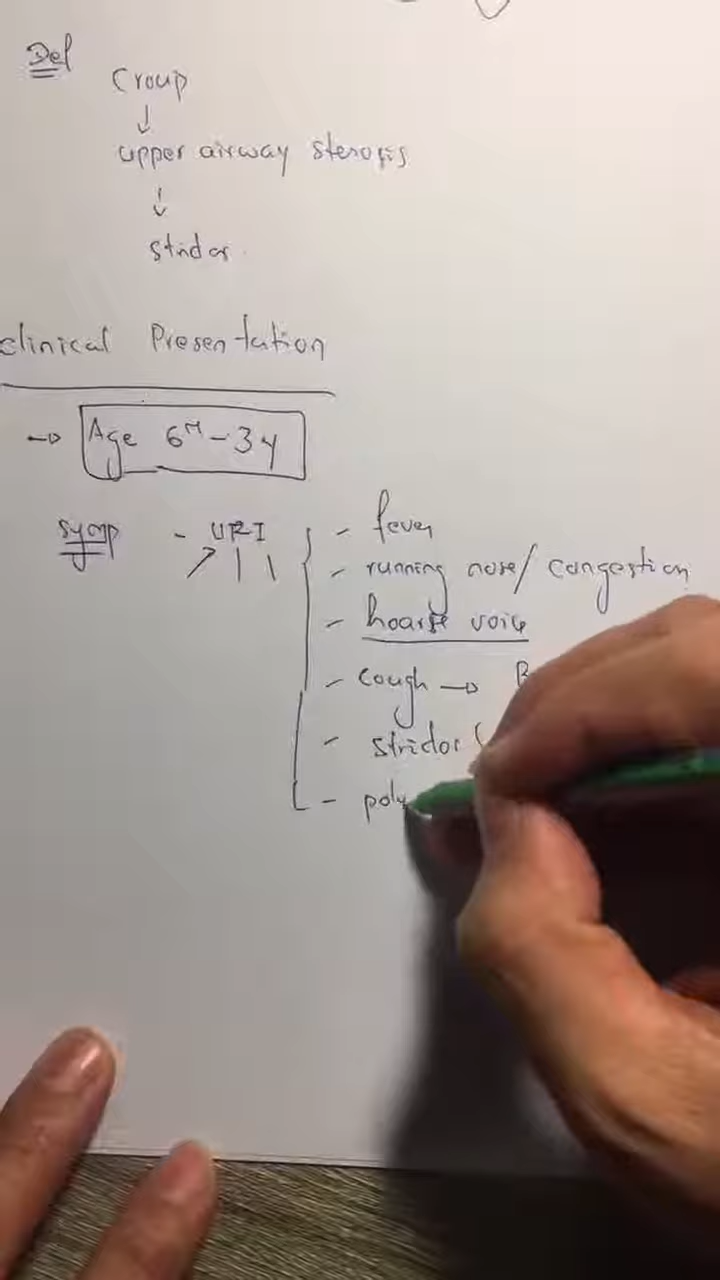 Def
Croup
↓
upper airway stenosis
↓
stridor
clinical Presentation
→ Age 6M - 3y
symp - URI
- fever
- running nose/ congestion
- hoarse voice
- cough → B
- stridor (
- poly